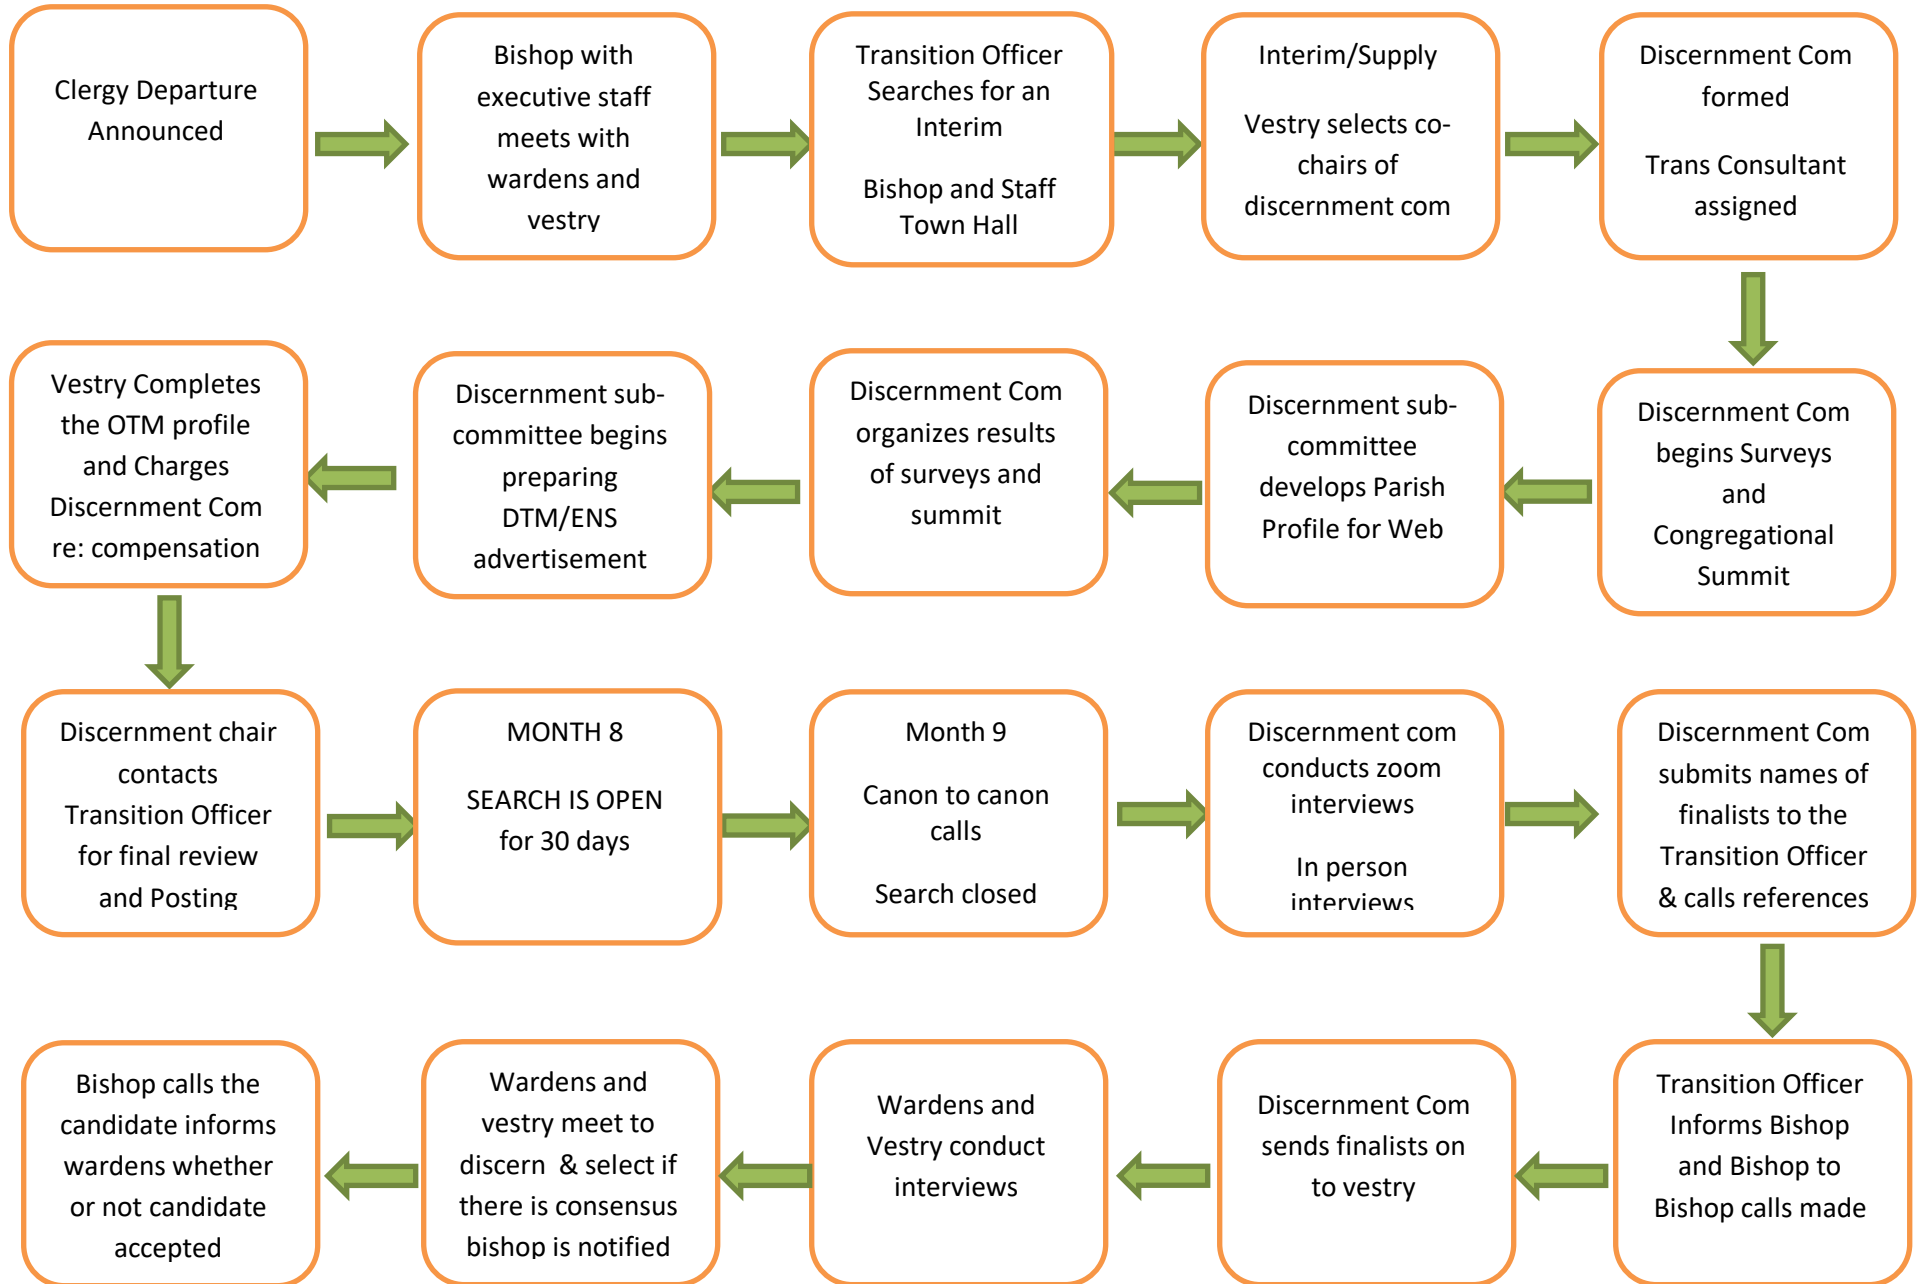 Clergy Departure
Announced
Bishop with
executive staff
meets with
wardens and
vestry
Transition Officer
Searches for an
Interim
Bishop and Staff
Town Hall
Interim/Supply
Vestry selects co-
chairs of
discernment com
Discernment Com
formed
Trans Consultant
assigned
Discernment Com
begins Surveys
and
Congregational
Summit
Discernment sub-
committee
develops Parish
Profile for Web
Discernment Com
organizes results
of surveys and
summit
Discernment sub-
committee begins
preparing
DTM/ENS
advertisement
Vestry Completes
the OTM profile
and Charges
Discernment Com
re: compensation
Discernment chair
contacts
Transition Officer
for final review
and Posting
MONTH 8
SEARCH IS OPEN
for 30 days
Month 9
Canon to canon
calls
Search closed
Discernment com
conducts zoom
interviews
In person
interviews
Discernment Com
submits names of
finalists to the
Transition Officer
& calls references
Transition Officer
Informs Bishop
and Bishop to
Bishop calls made
Discernment Com
sends finalists on
to vestry
Wardens and
Vestry conduct
interviews
Wardens and
vestry meet to
discern & select if
there is consensus
bishop is notified
Bishop calls the
candidate informs
wardens whether
or not candidate
accepted